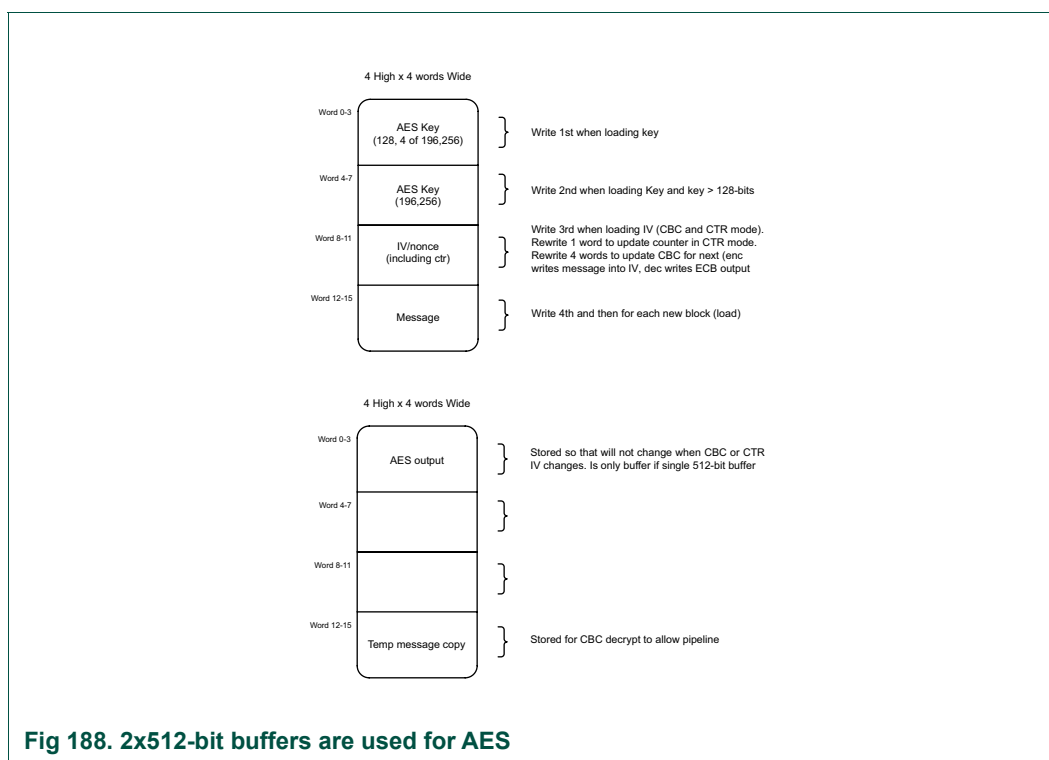 4 High x 4 words Wide
Word 0-3
AES Key
(128, 4 of 196,256)
Write 1st when loading key
Word 4-7
AES Key
(196,256)
Write 2nd when loading Key and key > 128-bits
Word 8-11
IV/nonce
(including ctr)
Write 3rd when loading IV (CBC and CTR mode).
Rewrite 1 word to update counter in CTR mode.
Rewrite 4 words to update CBC for next (enc
writes message into IV, dec writes ECB output
Word 12-15
Message
Write 4th and then for each new block (load)
4 High x 4 words Wide
Word 0-3
AES output
Stored so that will not change when CBC or CTR
IV changes. Is only buffer if single 512-bit buffer
Word 4-7
Word 8-11
Word 12-15
Temp message copy
Stored for CBC decrypt to allow pipeline
Fig 188. 2x512-bit buffers are used for AES